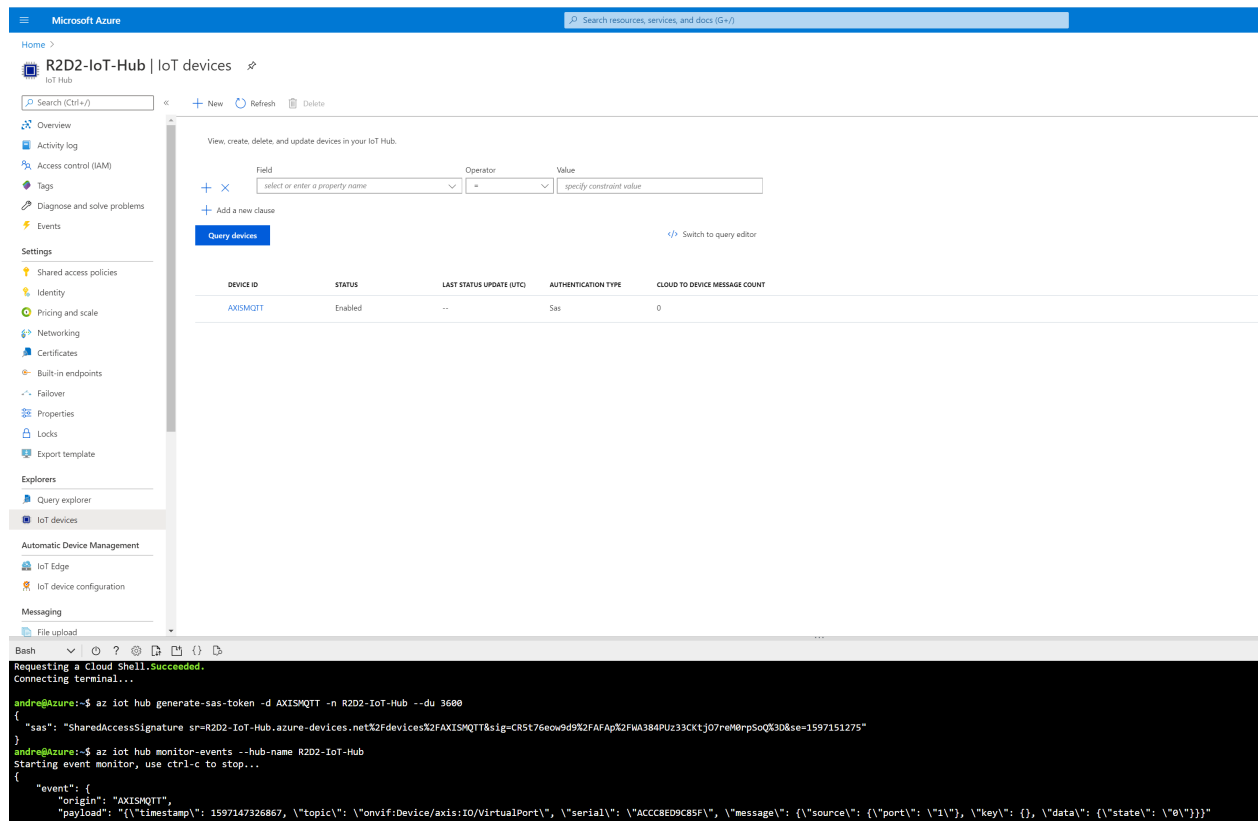 Microsoft Azure
Search resources, services, and docs (G+/)
Home >
R2D2-IoT-Hub | IoT devices
IoT Hub
Search (Ctrl+/)
«
New
Refresh
Delete
Overview
Activity log
Access control (IAM)
Tags
Diagnose and solve problems
Events
Settings
Shared access policies
Identity
Pricing and scale
Networking
Certificates
Built-in endpoints
Failover
Properties
Locks
Export template
Explorers
Query explorer
IoT devices
Automatic Device Management
IoT Edge
IoT device configuration
Messaging
File upload
View, create, delete, and update devices in your IoT Hub.
Field Operator Value
select or enter a property name = specify constraint value
Add a new clause
Query devices
</> Switch to query editor
DEVICE ID STATUS LAST STATUS UPDATE (UTC) AUTHENTICATION TYPE CLOUD TO DEVICE MESSAGE COUNT
AXISMQTT Enabled -- Sas 0
Bash ? {}
Requesting a Cloud Shell.Succeeded.
Connecting terminal...
andre@Azure:~$ az iot hub generate-sas-token -d AXISMQTT -n R2D2-IoT-Hub --du 3600
{
"sas": "SharedAccessSignature sr=R2D2-IoT-Hub.azure-devices.net%2Fdevices%2FAXISMQTT&sig=CR5t76eow9d9%2FAFAp%2FWA384PUz33CKtjO7reM0rpSoQ%3D&se=1597151275"
}
andre@Azure:~$ az iot hub monitor-events --hub-name R2D2-IoT-Hub
Starting event monitor, use ctrl-c to stop...
{
"event": {
"origin": "AXISMQTT",
"payload": "{\"timestamp\": 1597147326867, \"topic\": \"onvif:Device/axis:IO/VirtualPort\", \"serial\": \"ACCC8ED9C85F\", \"message\": {\"source\": {\"port\": \"1\"}, \"key\": {}, \"data\": {\"state\": \"0\"}}}"